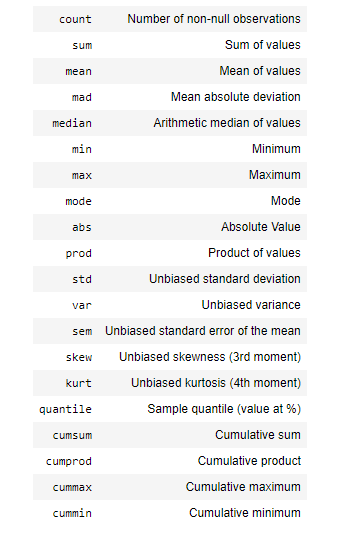 count Number of non-null observations
sum Sum of values
mean Mean of values
mad Mean absolute deviation
median Arithmetic median of values
min Minimum
max Maximum
mode Mode
abs Absolute Value
prod Product of values
std Unbiased standard deviation
var Unbiased variance
sem Unbiased standard error of the mean
skew Unbiased skewness (3rd moment)
kurt Unbiased kurtosis (4th moment)
quantile Sample quantile (value at %)
cumsum Cumulative sum
cumprod Cumulative product
cummax Cumulative maximum
cummin Cumulative minimum